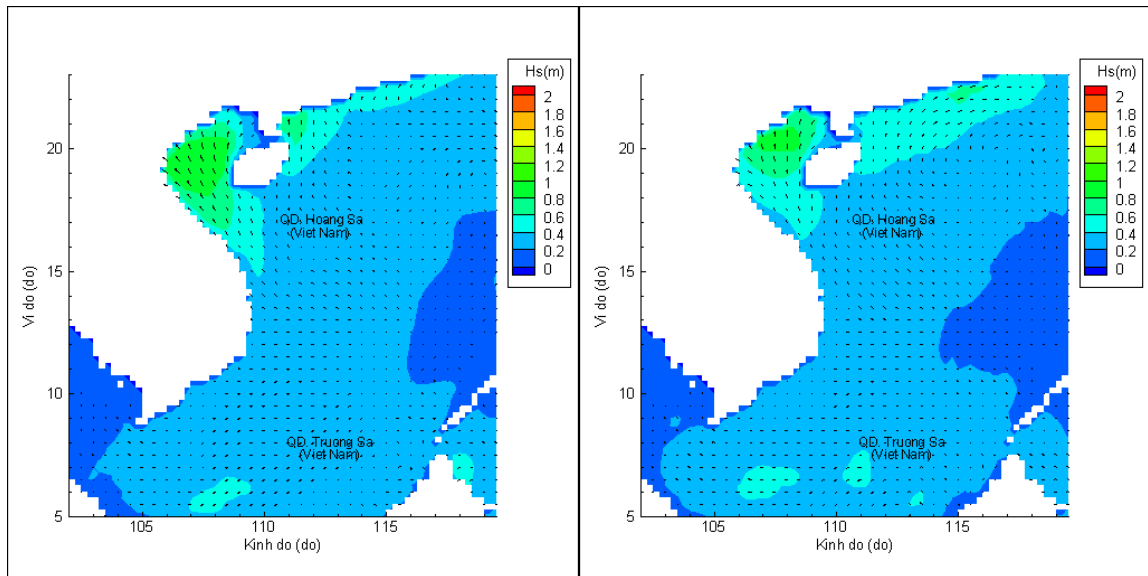 Hs(m)
2
1.8
1.6
1.4
1.2
1
0.8
0.6
0.4
0.2
0
20
15
10
5
Vi do (do)
105
110
115
Kinh do (do)
QD. Hoang Sa
(Viet Nam)
QD. Truong Sa
(Viet Nam)
Hs(m)
2
1.8
1.6
1.4
1.2
1
0.8
0.6
0.4
0.2
0
20
15
10
5
Vi do (do)
105
110
115
Kinh do (do)
QD. Hoang Sa
(Viet Nam)
QD. Truong Sa
(Viet Nam)